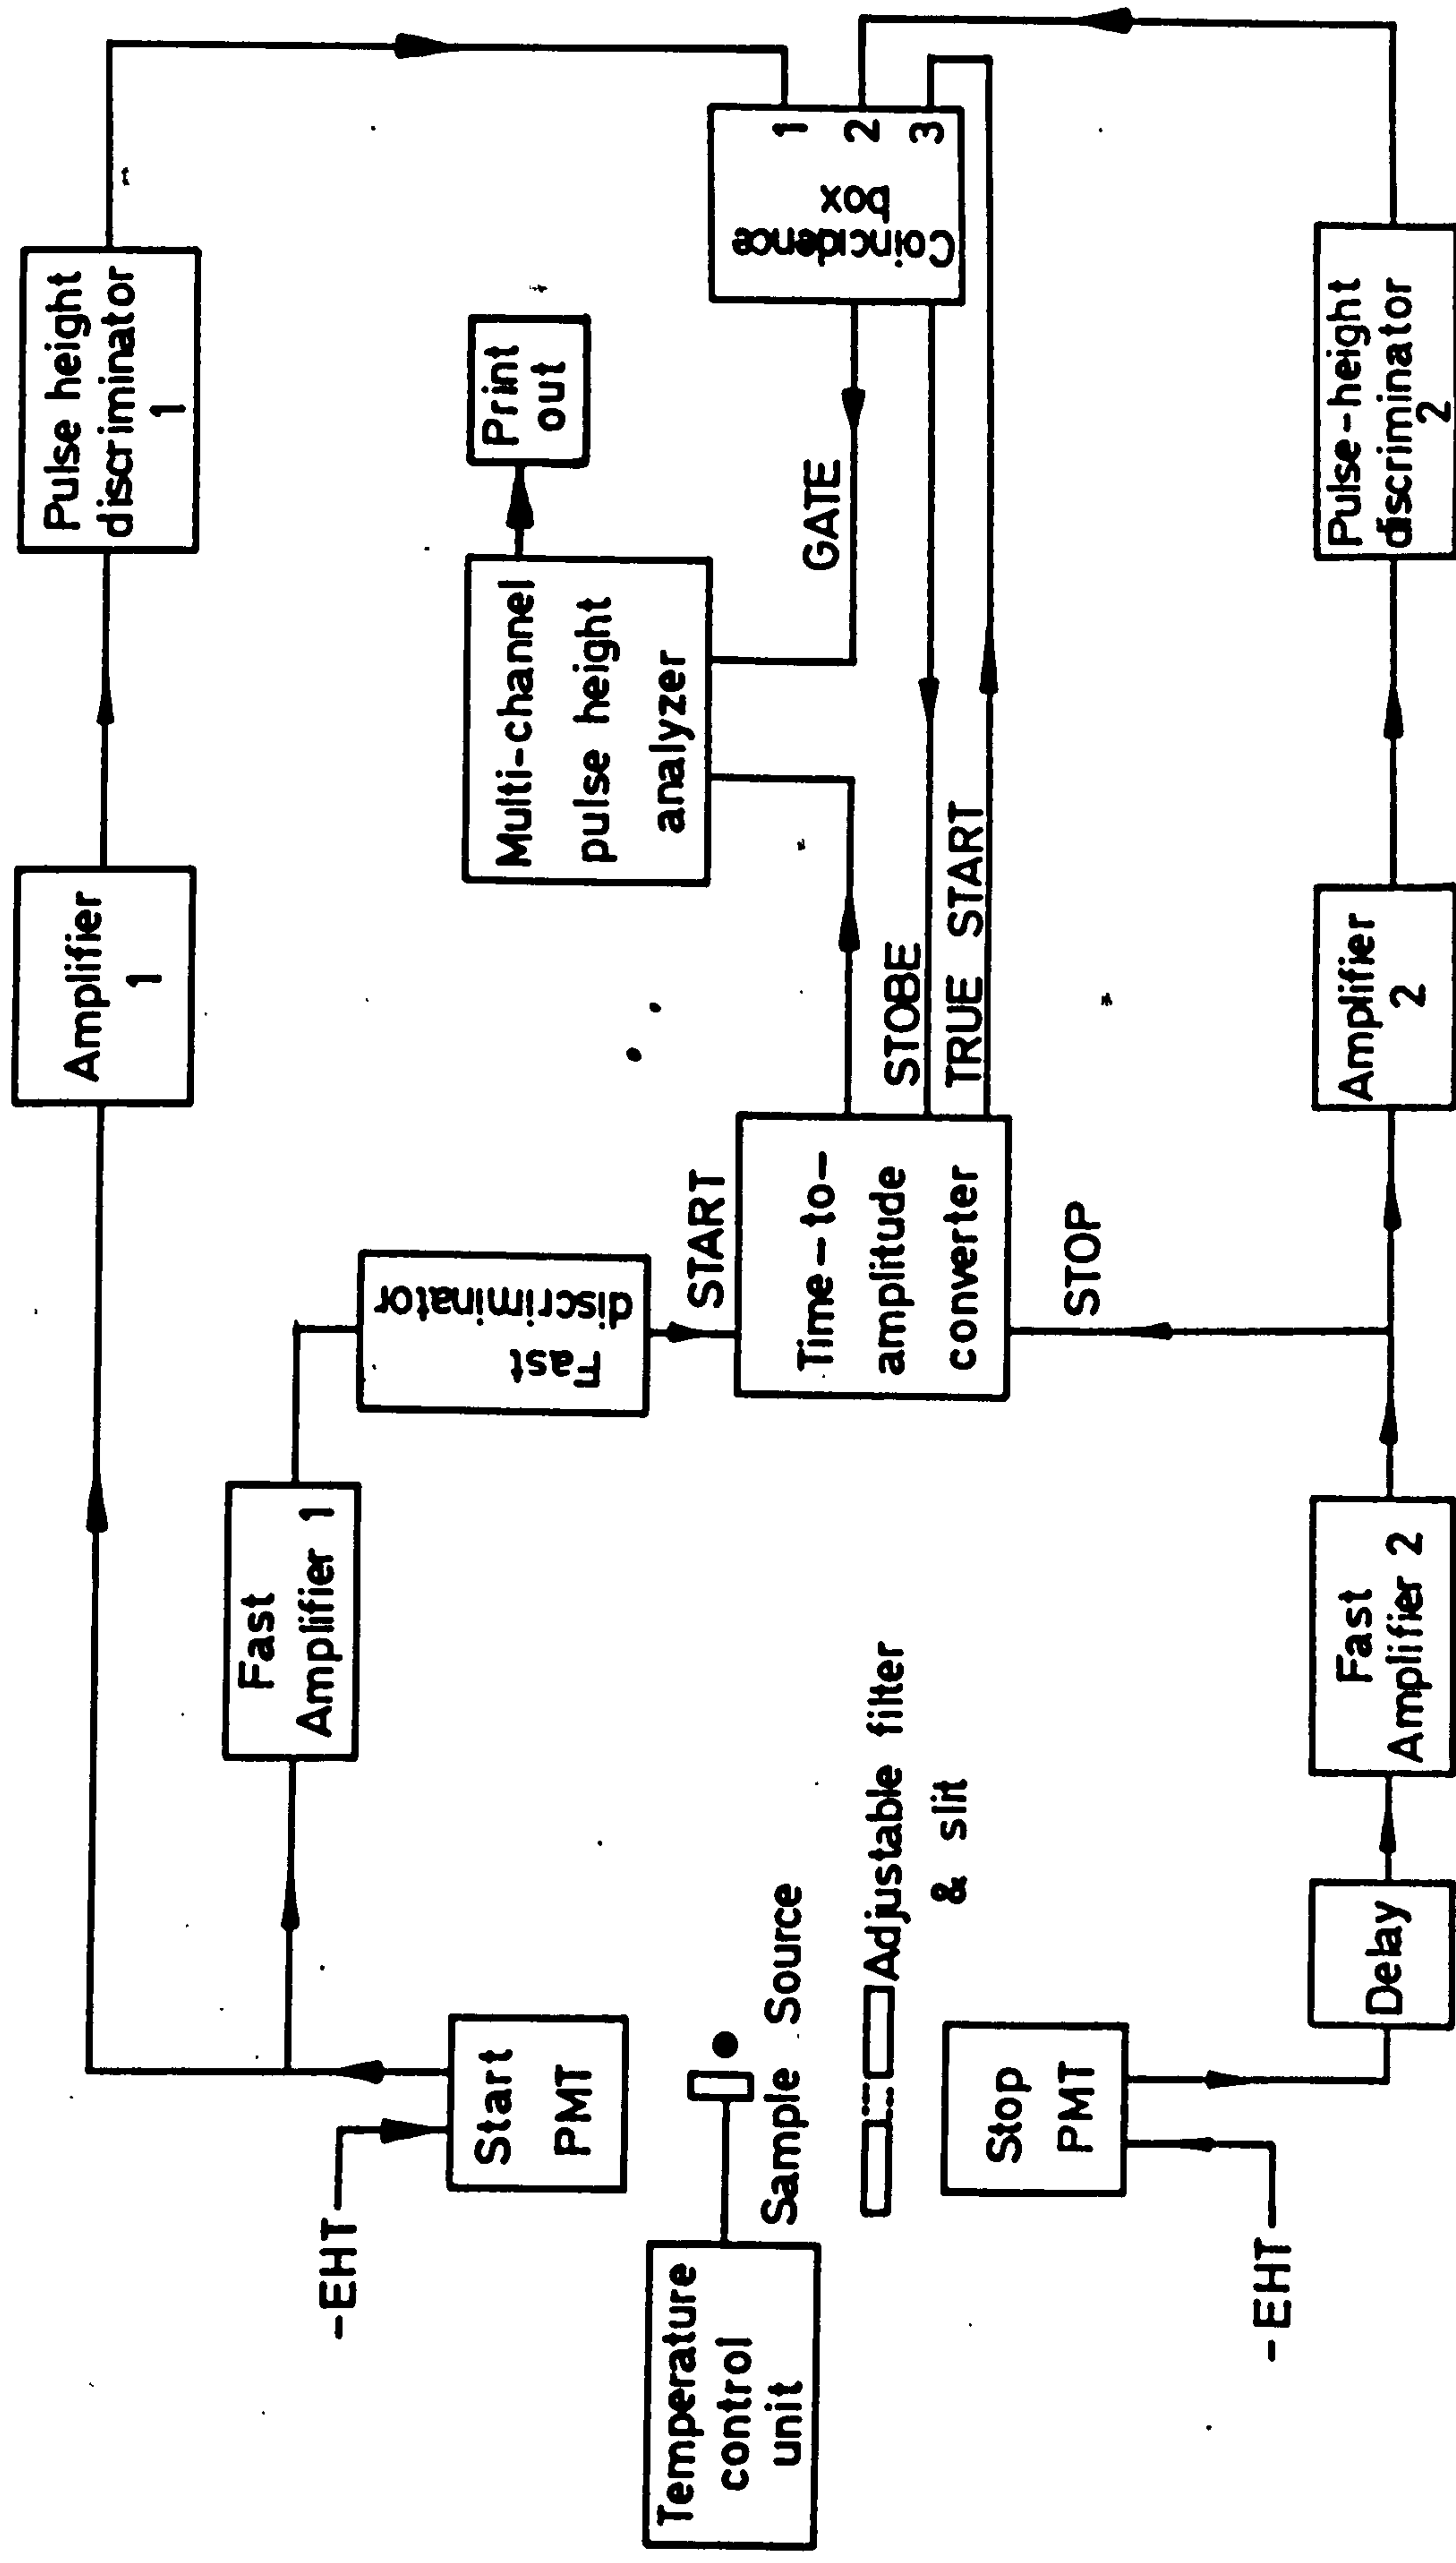 Amplifier
1
Pulse height
discriminator
1
Fast
Amplifier 1
Fast
discriminator
-EHT
Start
PMT
START
Multi-channel
pulse height
analyzer
Print
out
GATE
Coincidence
box
1
2
3
Temperature
control
unit
Sample
Source
Time-to-
amplitude
converter
STOBE
TRUE START
Adjustable filter
& slit
STOP
Stop
PMT
-EHT
Delay
Fast
Amplifier 2
Amplifier
2
Pulse-height
discriminator
2